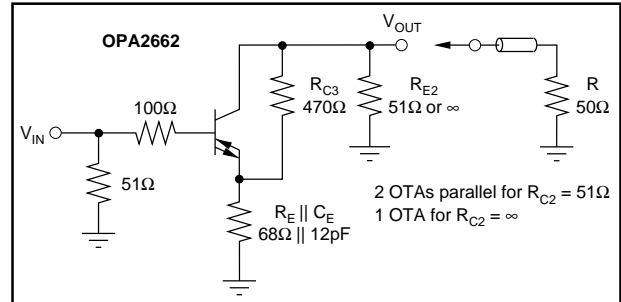 OPA2662
V_OUT
R_C3
470Ω
R_E2
51Ω or ∞
R
50Ω
100Ω
V_IN
51Ω
R_E || C_E
68Ω || 12pF
2 OTAs parallel for R_C2 = 51Ω
1 OTA for R_C2 = ∞